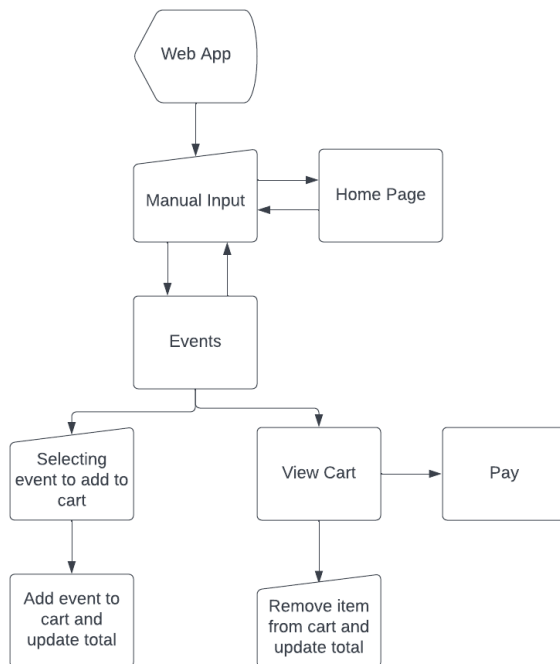 Web App
Manual Input
Home Page
Events
Selecting
event to add to
cart
View Cart
Pay
Add event to
cart and
update total
Remove item
from cart and
update total